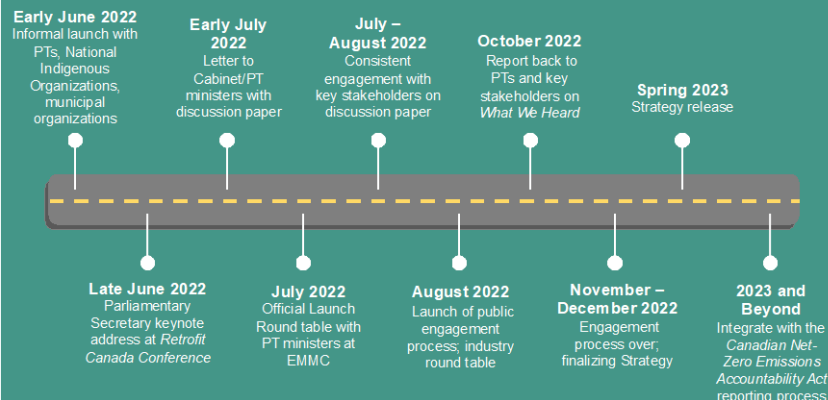 Early June 2022
Informal launch with
PTs, National
Indigenous
Organizations,
municipal
organizations
Early July
2022
Letter to
Cabinet/PT
ministers with
discussion paper
July –
August 2022
Consistent
engagement with
key stakeholders on
discussion paper
October 2022
Report back to
PTs and key
stakeholders on
What We Heard
Spring 2023
Strategy release
Late June 2022
Parliamentary
Secretary keynote
address at Retrofit
Canada Conference
July 2022
Official Launch
Round table with
PT ministers at
EMMC
August 2022
Launch of public
engagement
process; industry
round table
November –
December 2022
Engagement
process over;
finalizing Strategy
2023 and
Beyond
Integrate with the
Canadian Net-
Zero Emissions
Accountability Act
reporting process